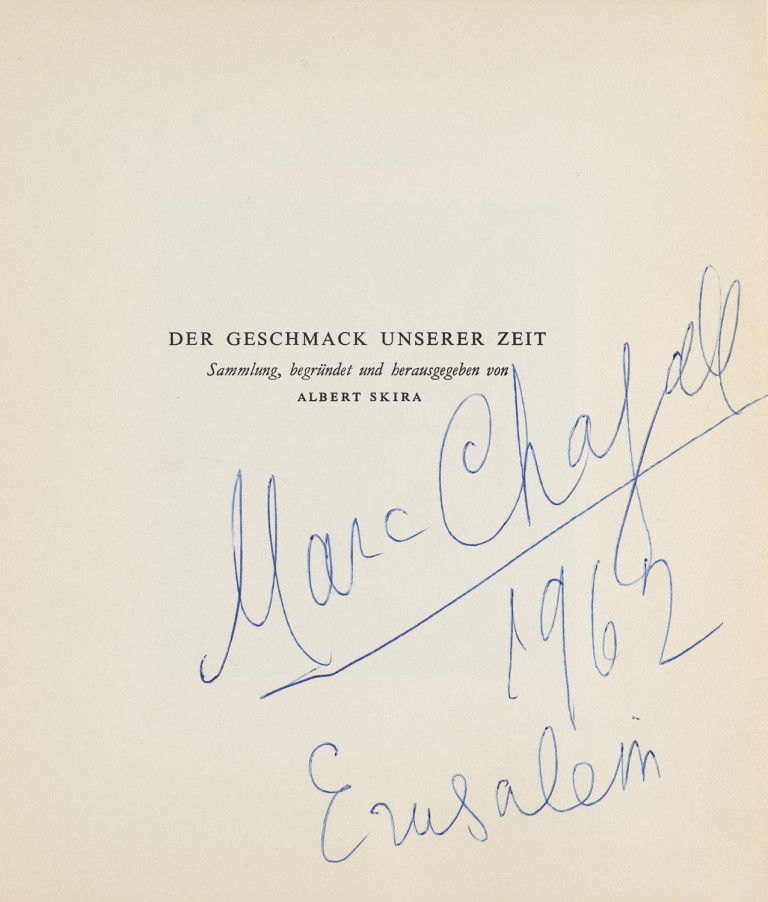 DER GESCHMACK UNSERER ZEIT
Sammlung, begründet und herausgegeben von
ALBERT SKIRA
Marc Chagall
1962
Erusalem